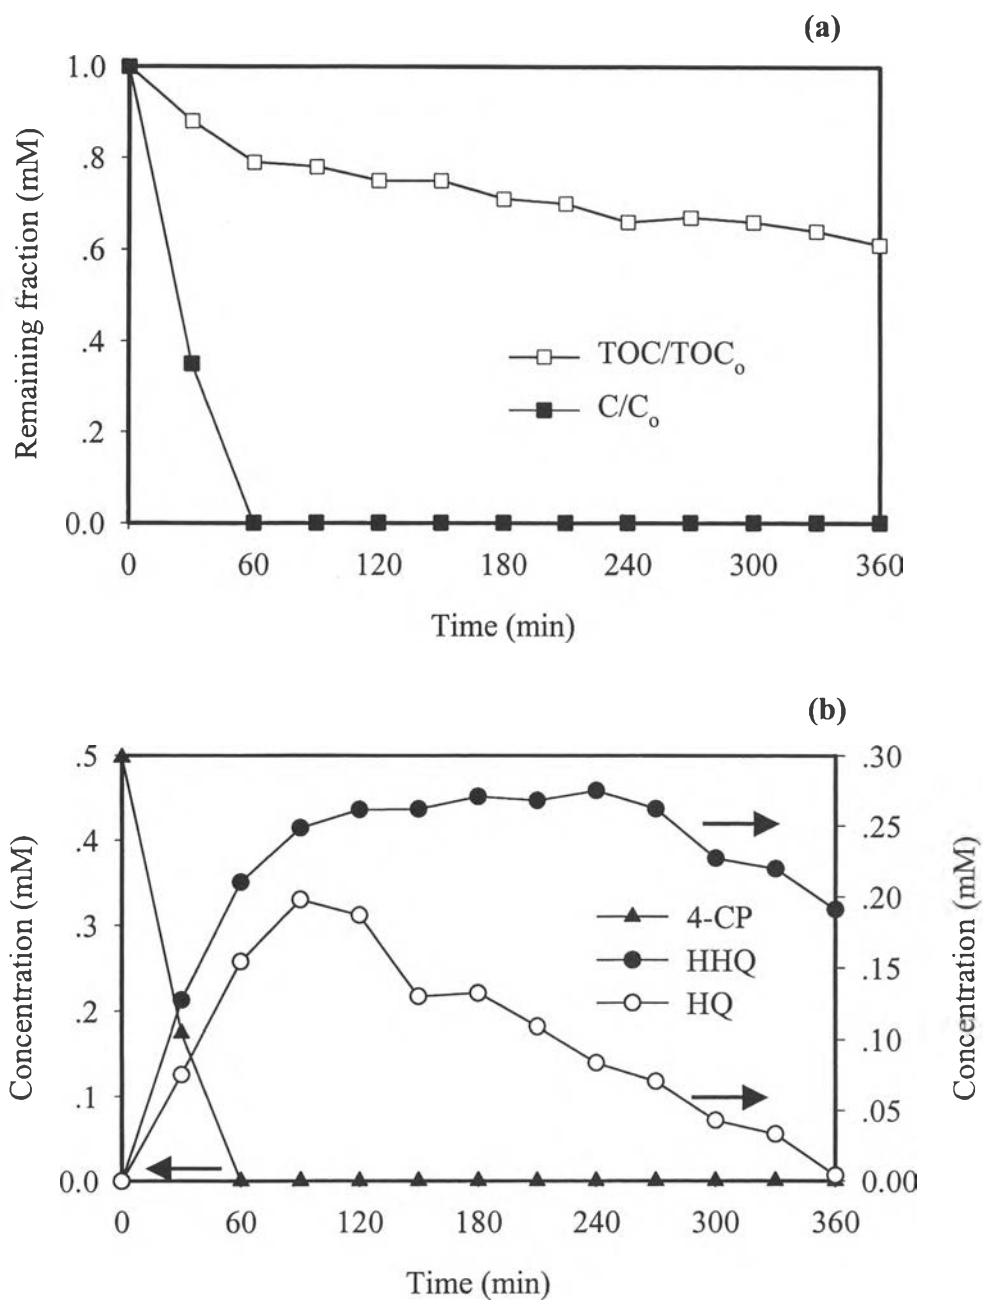 (a)
1.0
.8
.6
.4
.2
0.0
Remaining fraction (mM)
TOC/TOCₒ
C/Cₒ
0 60 120 180 240 300 360
Time (min)
(b)
.5
.4
.3
.2
.1
0.0
Concentration (mM)
4-CP
HHQ
HQ
.30
.25
.20
.15
.10
.05
0.00
Concentration (mM)
0 60 120 180 240 300 360
Time (min)